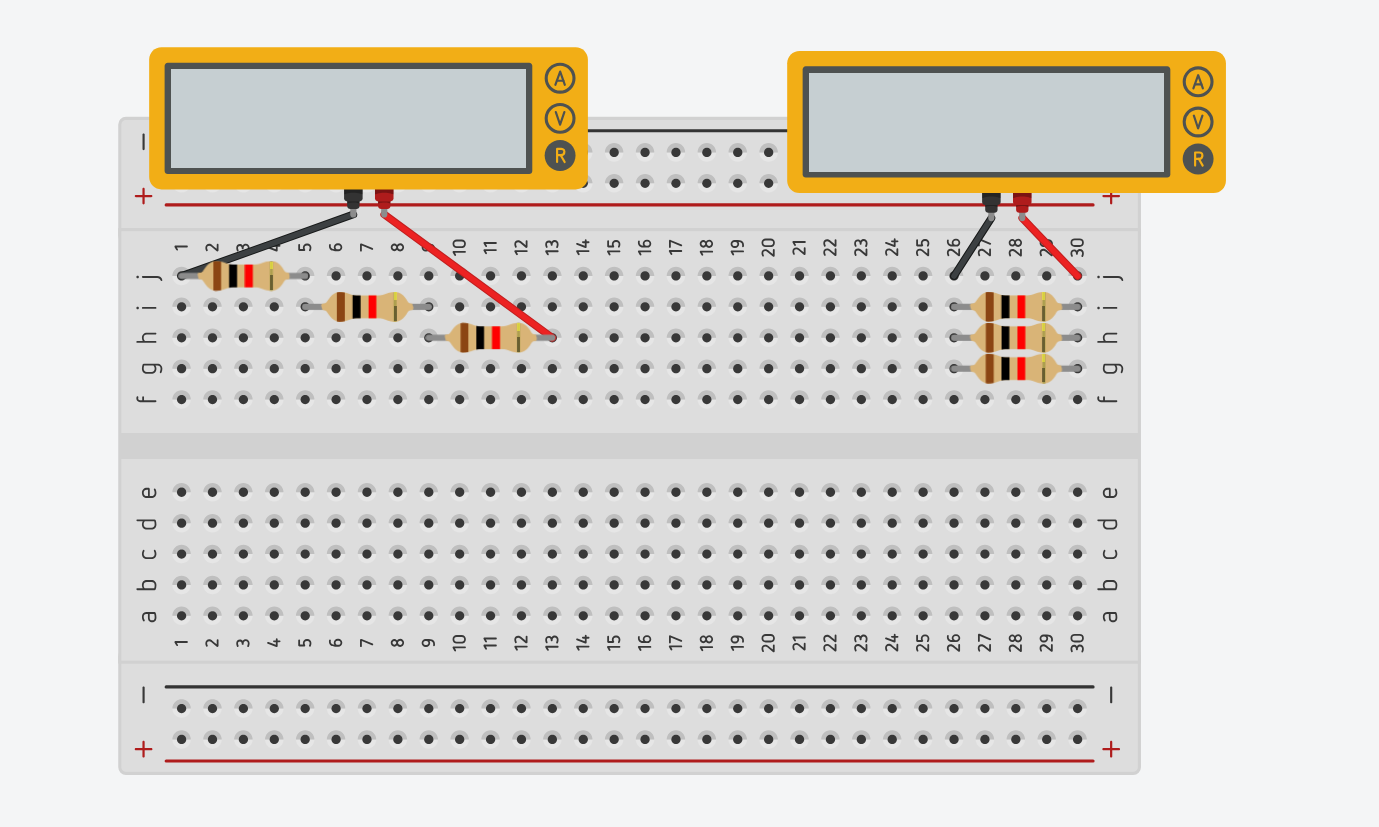 A
V
R
A
V
R
−
+ +
1 2 3 4 5 6 7 8 9 10 11 12 13 14 15 16 17 18 19 20 21 22 23 24 25 26 27 28 29 30
j j
i i
h h
g g
f f
e e
d d
c c
b b
a a
1 2 3 4 5 6 7 8 9 10 11 12 13 14 15 16 17 18 19 20 21 22 23 24 25 26 27 28 29 30
− −
+ +